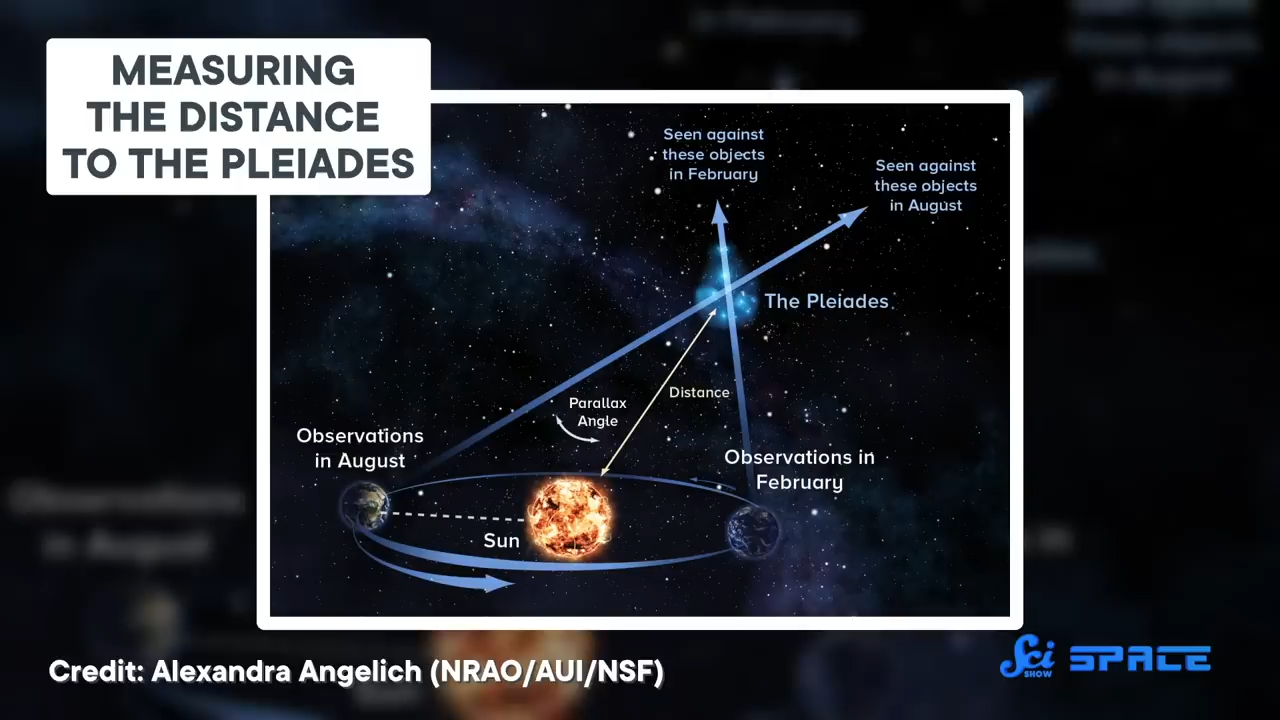 MEASURING
THE DISTANCE
TO THE PLEIADES
Seen against
these objects
in February
Seen against
these objects
in August
The Pleiades
Distance
Parallax
Angle
Observations
in August
Observations in
February
Sun
Credit: Alexandra Angelich (NRAO/AUI/NSF)
Sci
SHOW
SPACE